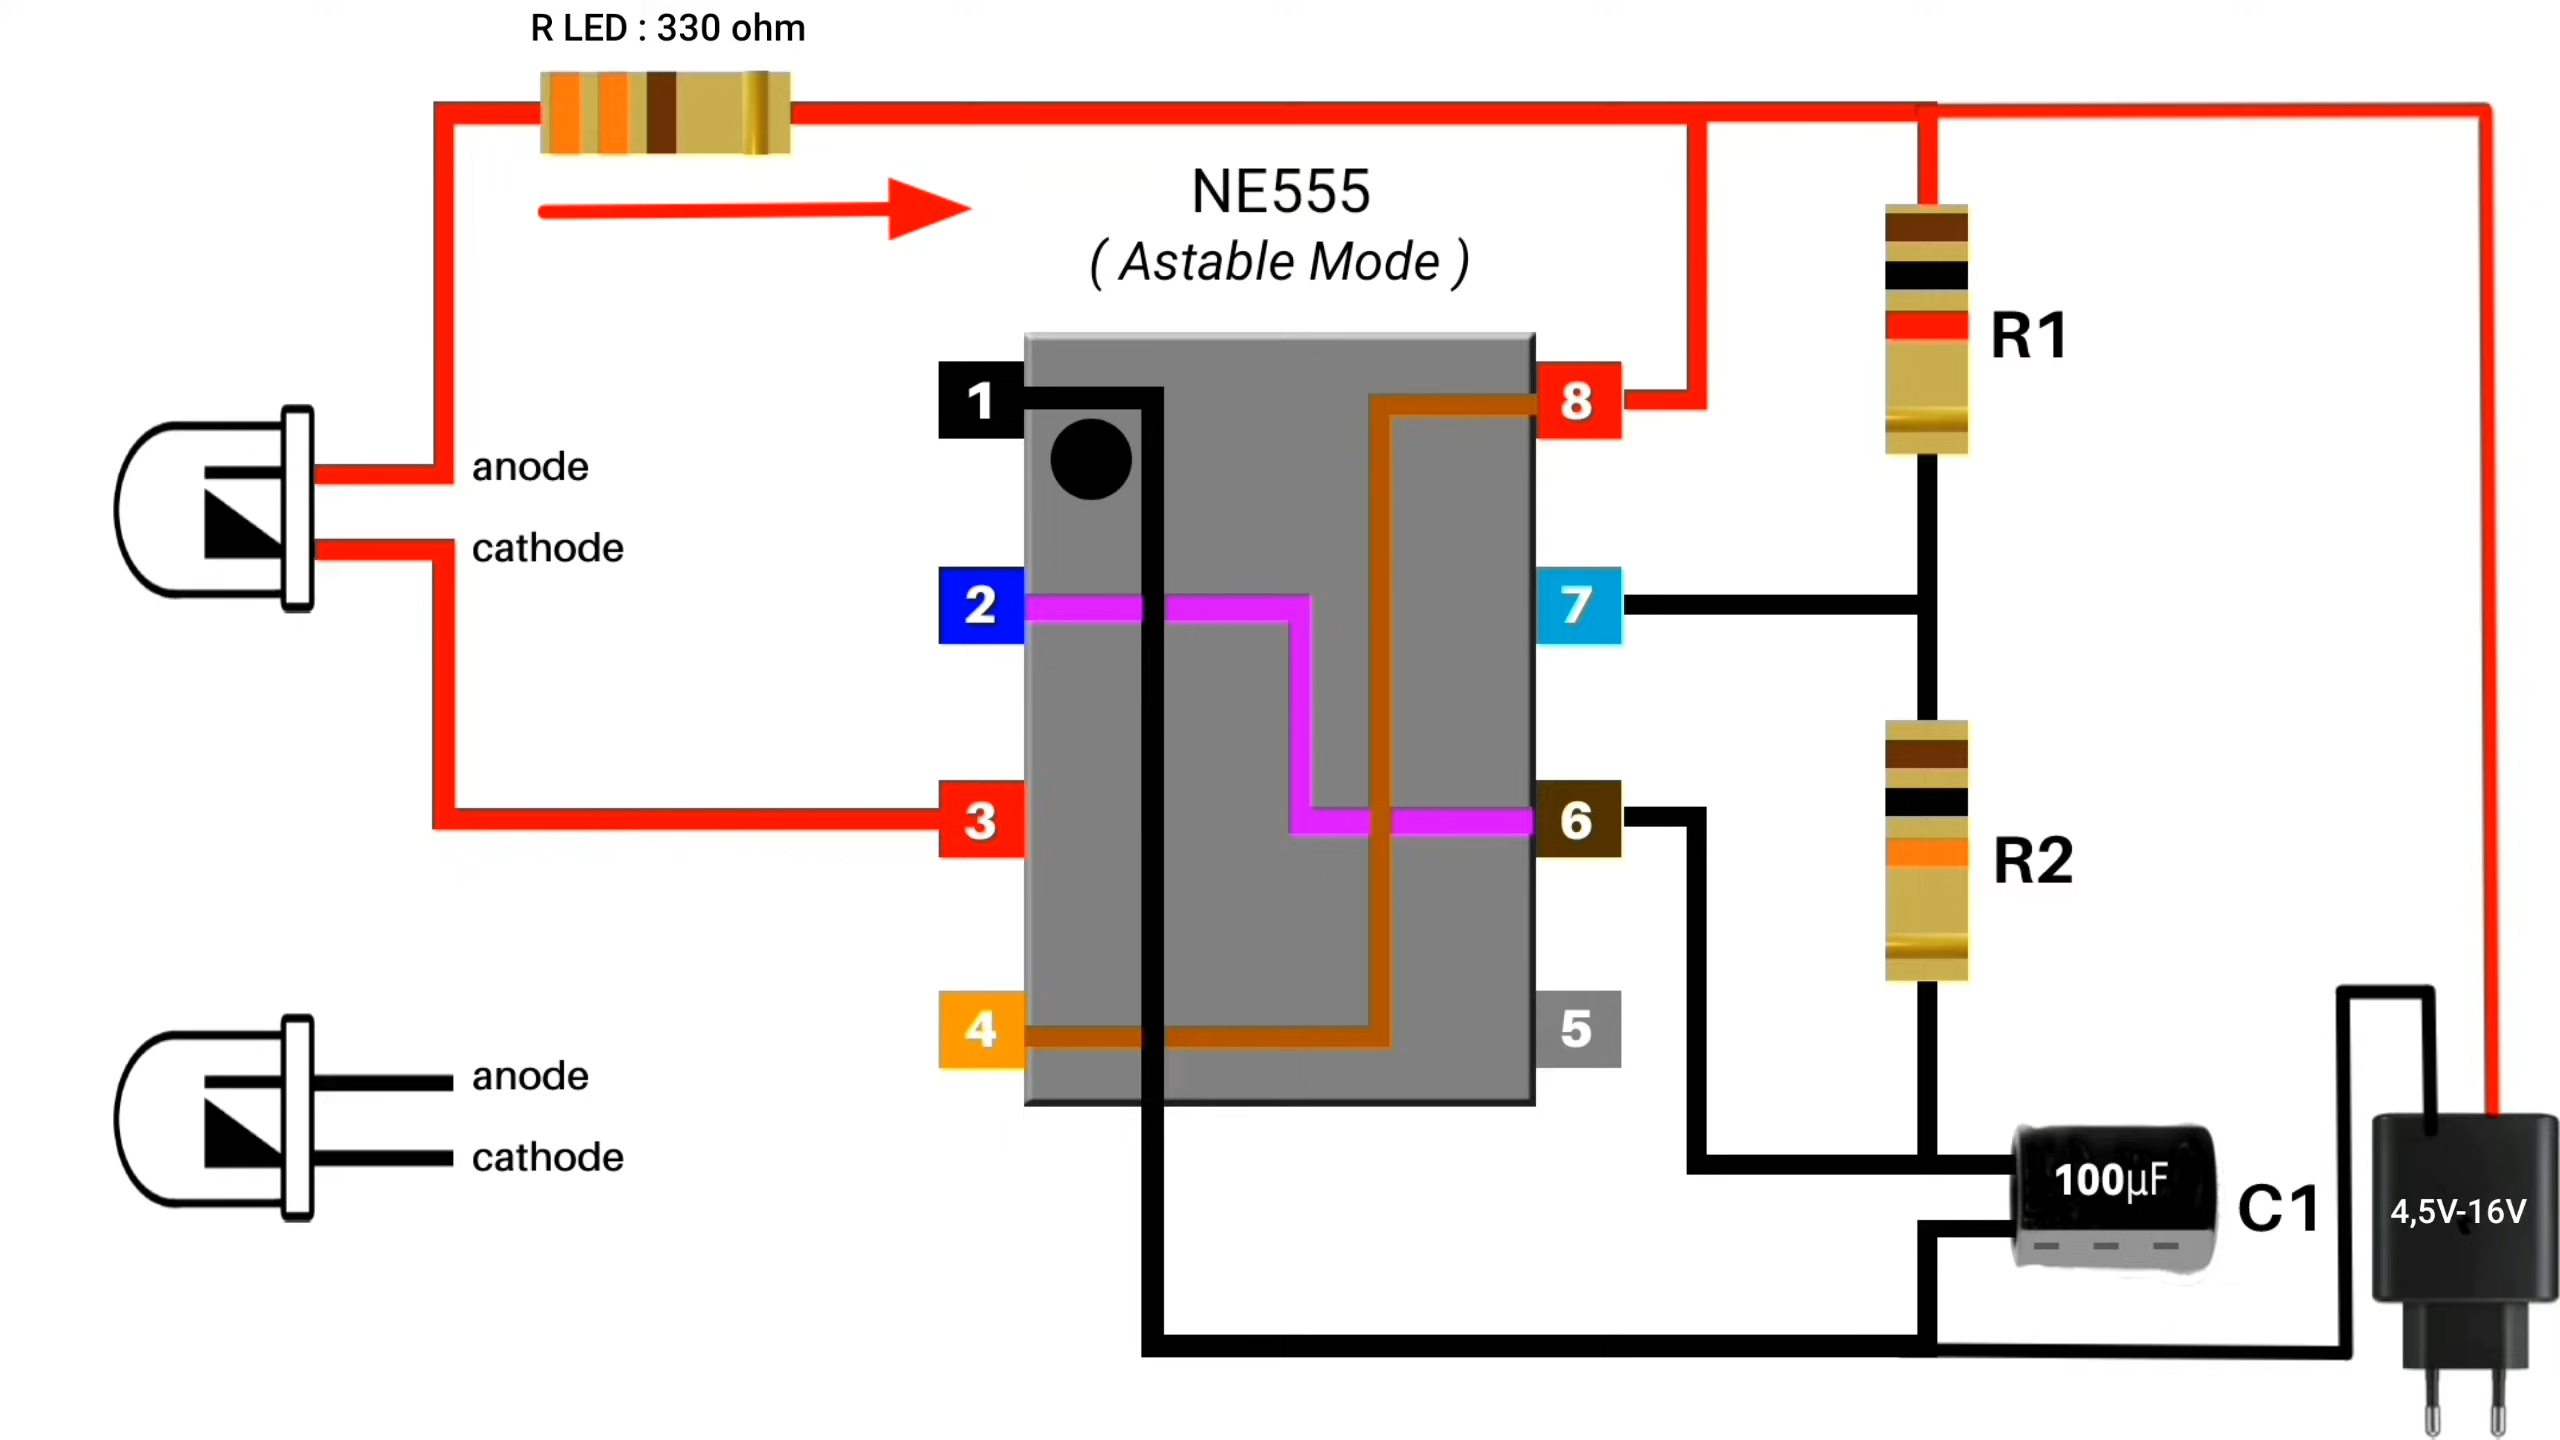 R LED : 330 ohm
NE555
( Astable Mode )
R1
1
8
anode
cathode
2
7
3
6
R2
4
5
anode
cathode
100µF
C1
4,5V-16V